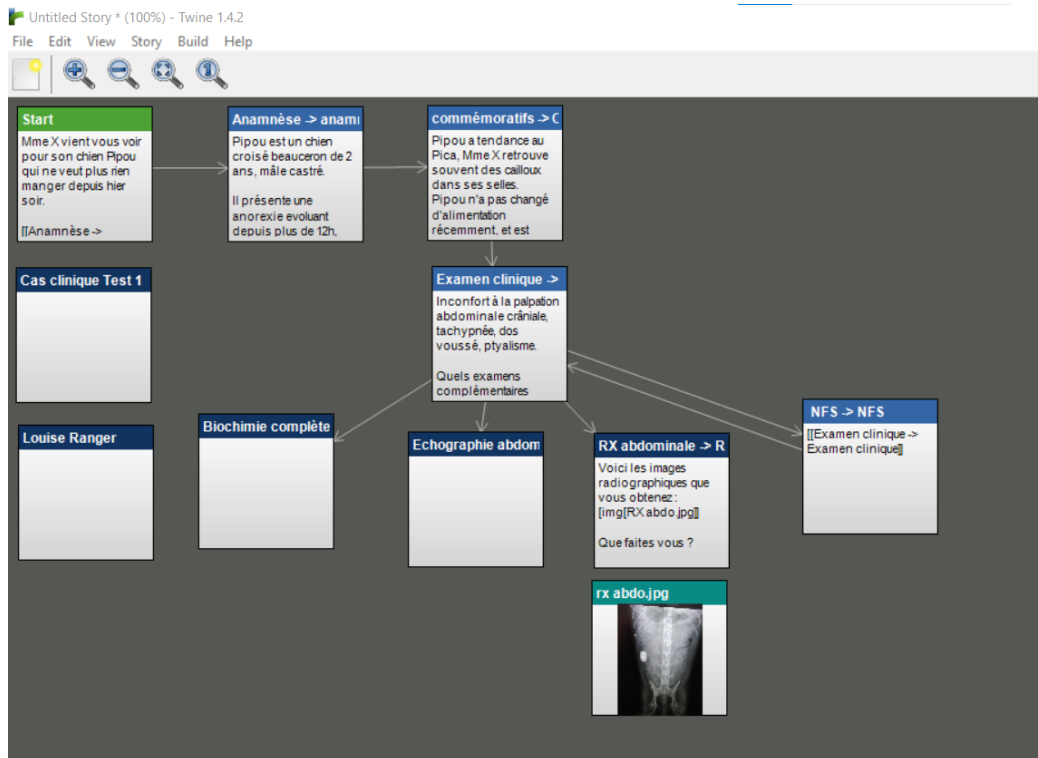 Untitled Story * (100%) - Twine 1.4.2
File Edit View Story Build Help
Start
Mme X vient vous voir
pour son chien Pipou
qui ne veut plus rien
manger depuis hier
soir.
[[Anamnèse ->
Anamnèse -> anam
Pipou est un chien
croisé beauceron de 2
ans, mâle castré.
Il présente une
anorexie evoluant
depuis plus de 12h,
commémoratifs -> C
Pipou a tendance au
Pica, Mme X retrouve
souvent des cailloux
dans ses selles.
Pipou n'a pas changé
d'alimentation
récemment, et est
Cas clinique Test 1
Examen clinique ->
Inconfort à la palpation
abdominale crâniale,
tachypnée, dos
voussé, ptyalisme.
Quels examens
complémentaires
Louise Ranger
Biochimie complète
Echographie abdom
RX abdominale -> R
Voici les images
radiographiques que
vous obtenez :
[img[RX abdo.jpg]]
Que faites vous ?
NFS -> NFS
[[Examen clinique ->
Examen clinique]]
rx abdo.jpg